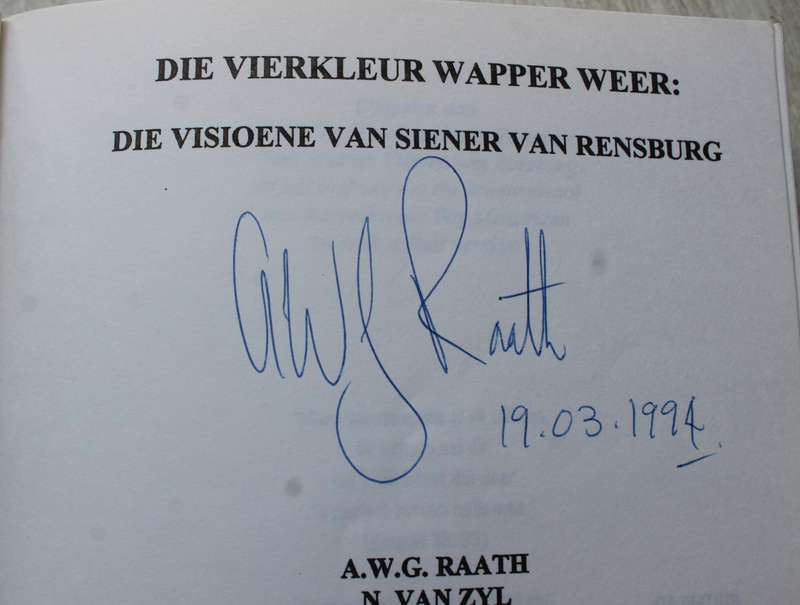 DIE VIERKLEUR WAPPER WEER:
DIE VISIOENE VAN SIENER VAN RENSBURG
AWG Raath
19.03.1994.
A.W.G. RAATH
N. VAN ZYL